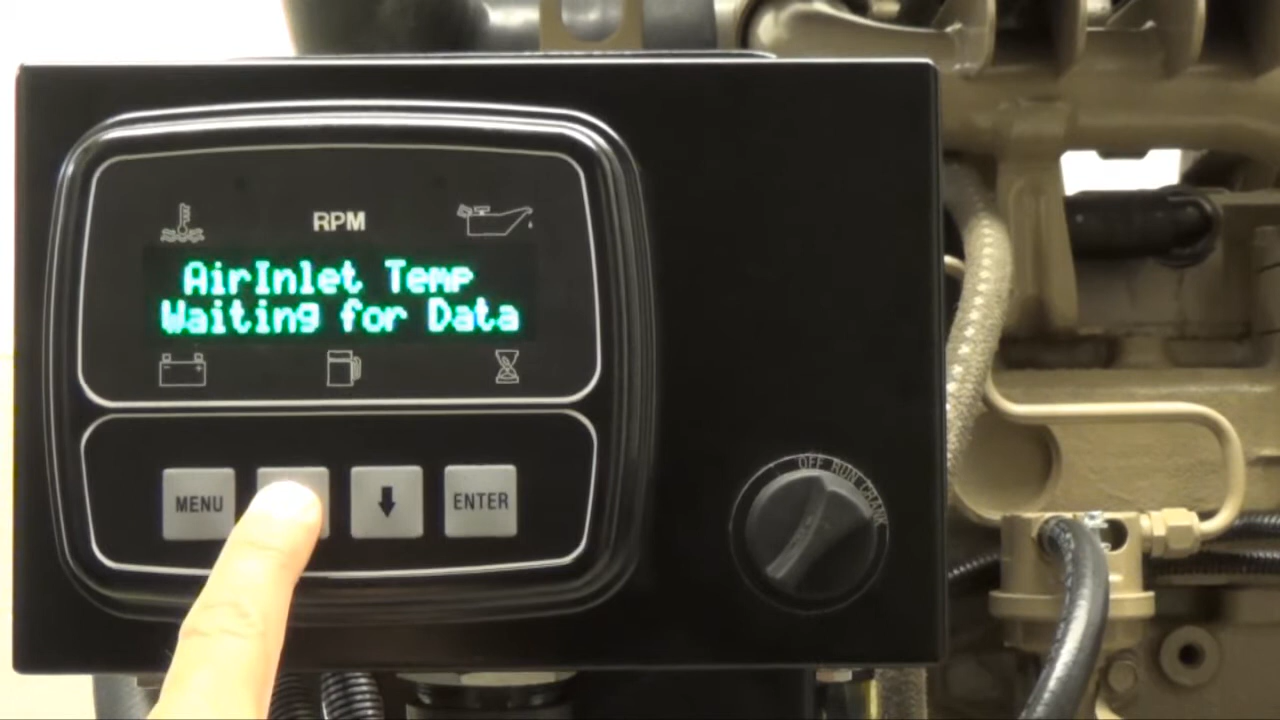 RPM
AirInlet Temp
Waiting for Data
MENU
ENTER
OFF RUN CRANK